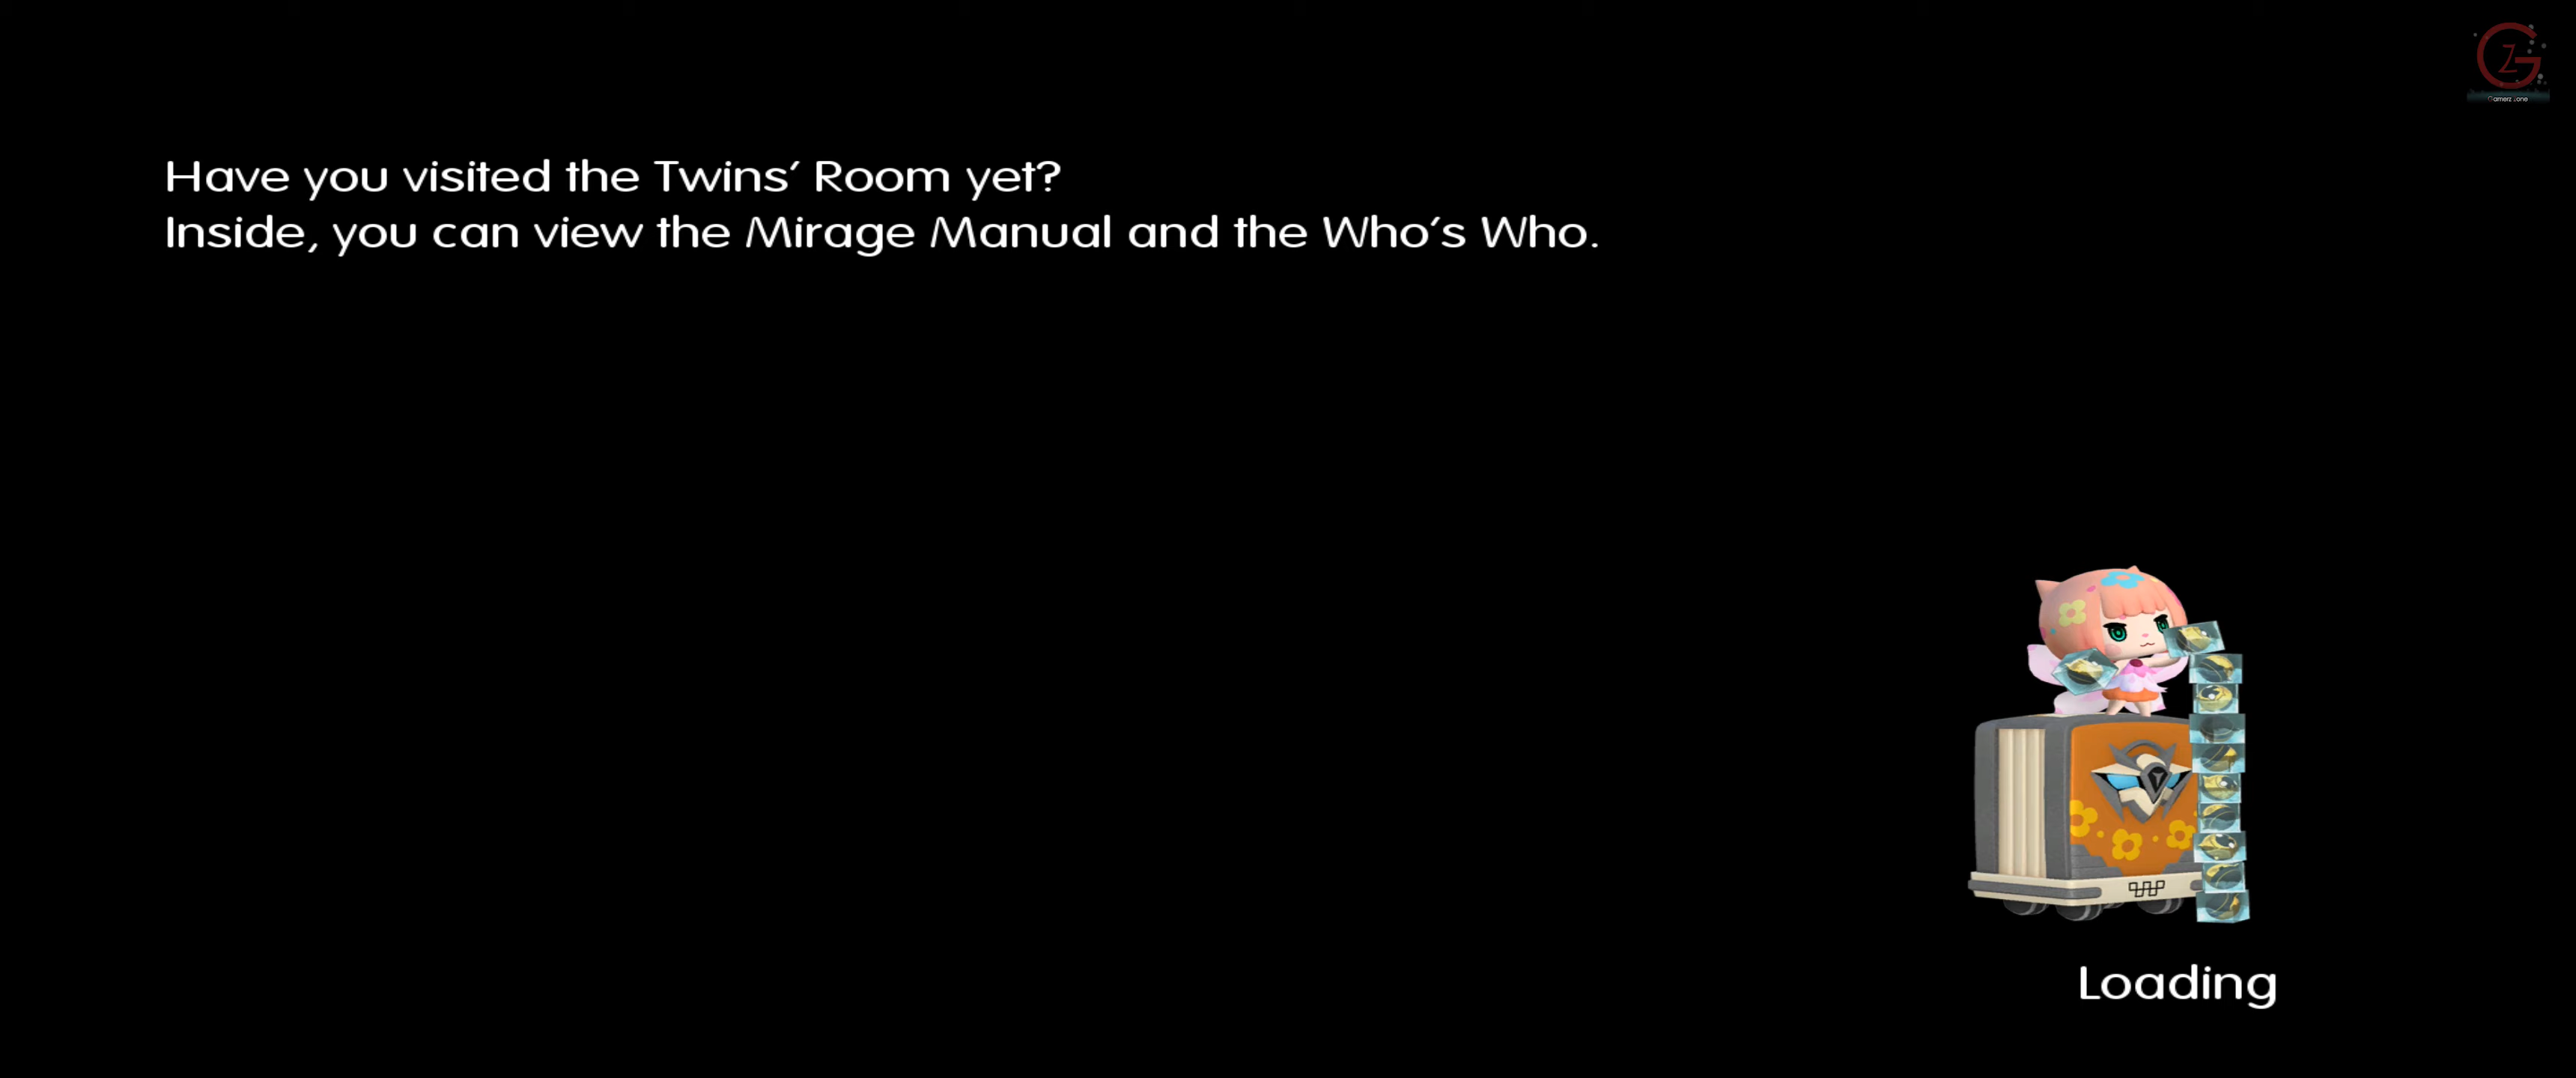 Have you visited the Twins' Room yet?
Inside, you can view the Mirage Manual and the Who's Who.
Loading